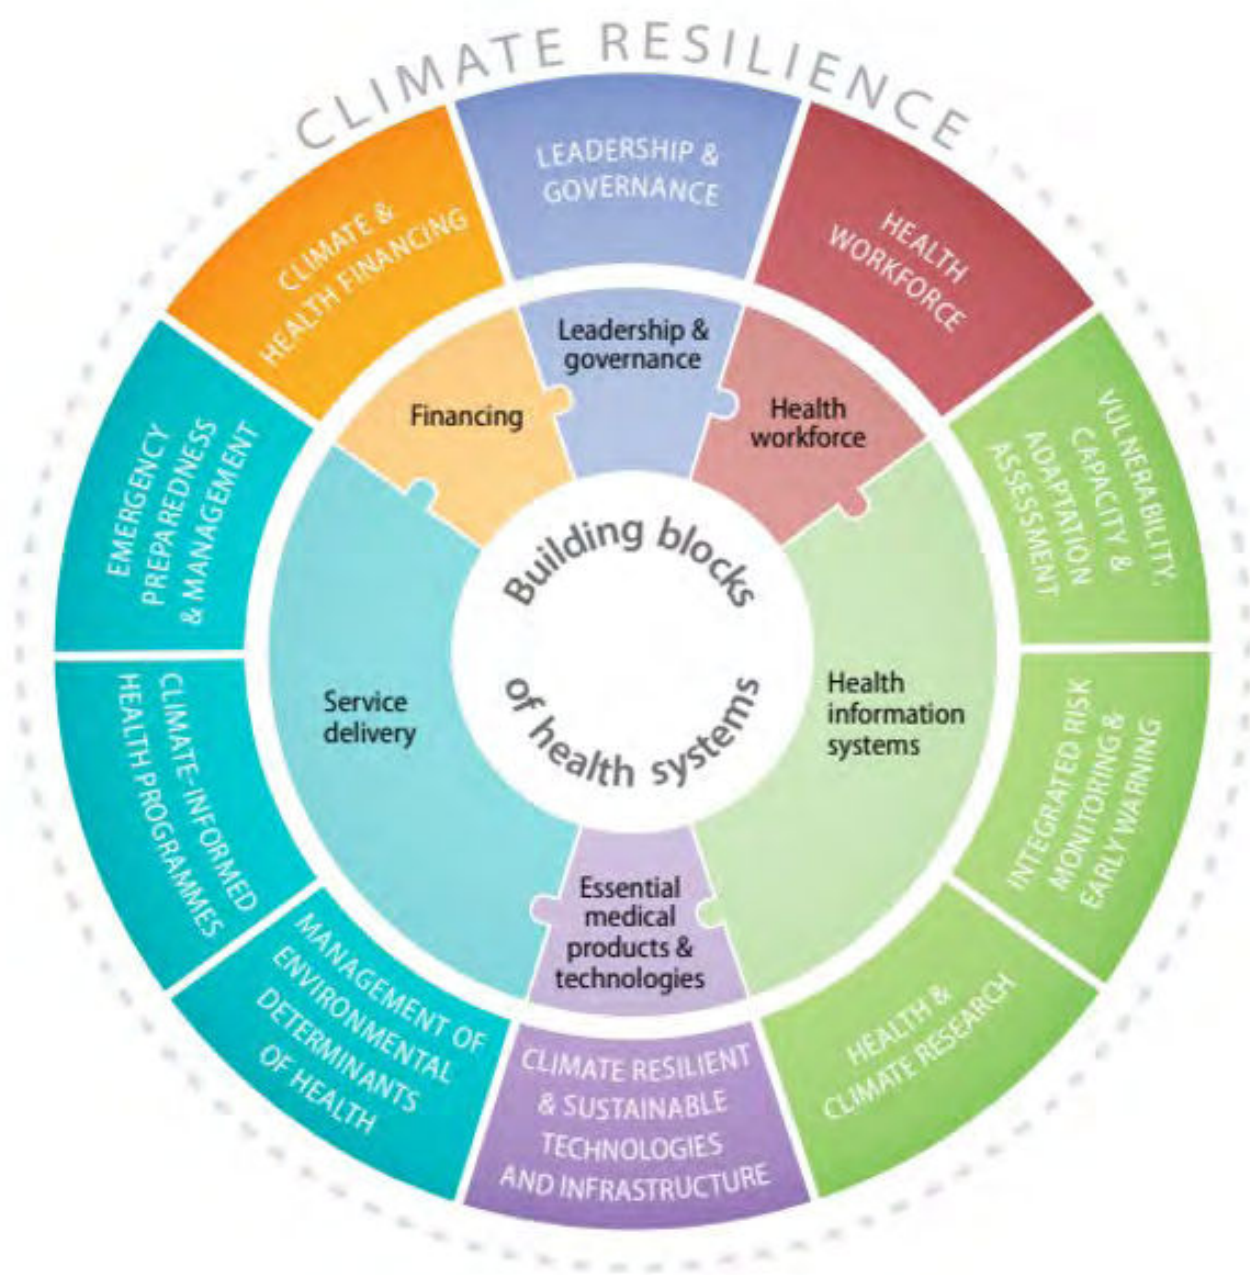 CLIMATE RESILIENCE
LEADERSHIP &
GOVERNANCE
HEALTH
WORKFORCE
VULNERABILITY,
CAPACITY &
ADAPTATION
ASSESSMENT
INTEGRATED RISK
MONITORING &
EARLY WARNING
HEALTH &
CLIMATE RESEARCH
CLIMATE RESILIENT
& SUSTAINABLE
TECHNOLOGIES
AND INFRASTRUCTURE
MANAGEMENT OF
ENVIRONMENTAL
DETERMINANTS
OF HEALTH
CLIMATE-INFORMED
HEALTH PROGRAMMES
EMERGENCY
PREPAREDNESS
& MANAGEMENT
CLIMATE &
HEALTH FINANCING
Leadership &
governance
Health
workforce
Health
information
systems
Essential
medical
products &
technologies
Service
delivery
Financing
Building blocks
of health systems